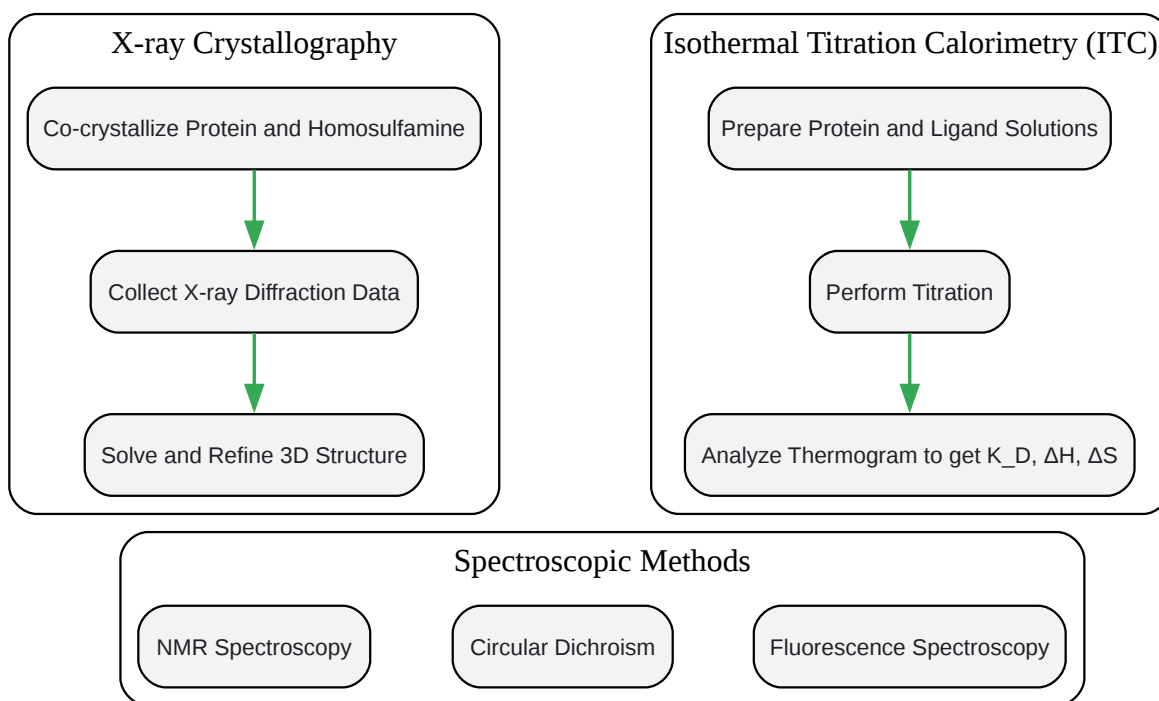 X-ray Crystallography
Co-crystallize Protein and Homosulfamine
Collect X-ray Diffraction Data
Solve and Refine 3D Structure
Isothermal Titration Calorimetry (ITC)
Prepare Protein and Ligand Solutions
Perform Titration
Analyze Thermogram to get K_D, ΔH, ΔS
Spectroscopic Methods
NMR Spectroscopy
Circular Dichroism
Fluorescence Spectroscopy